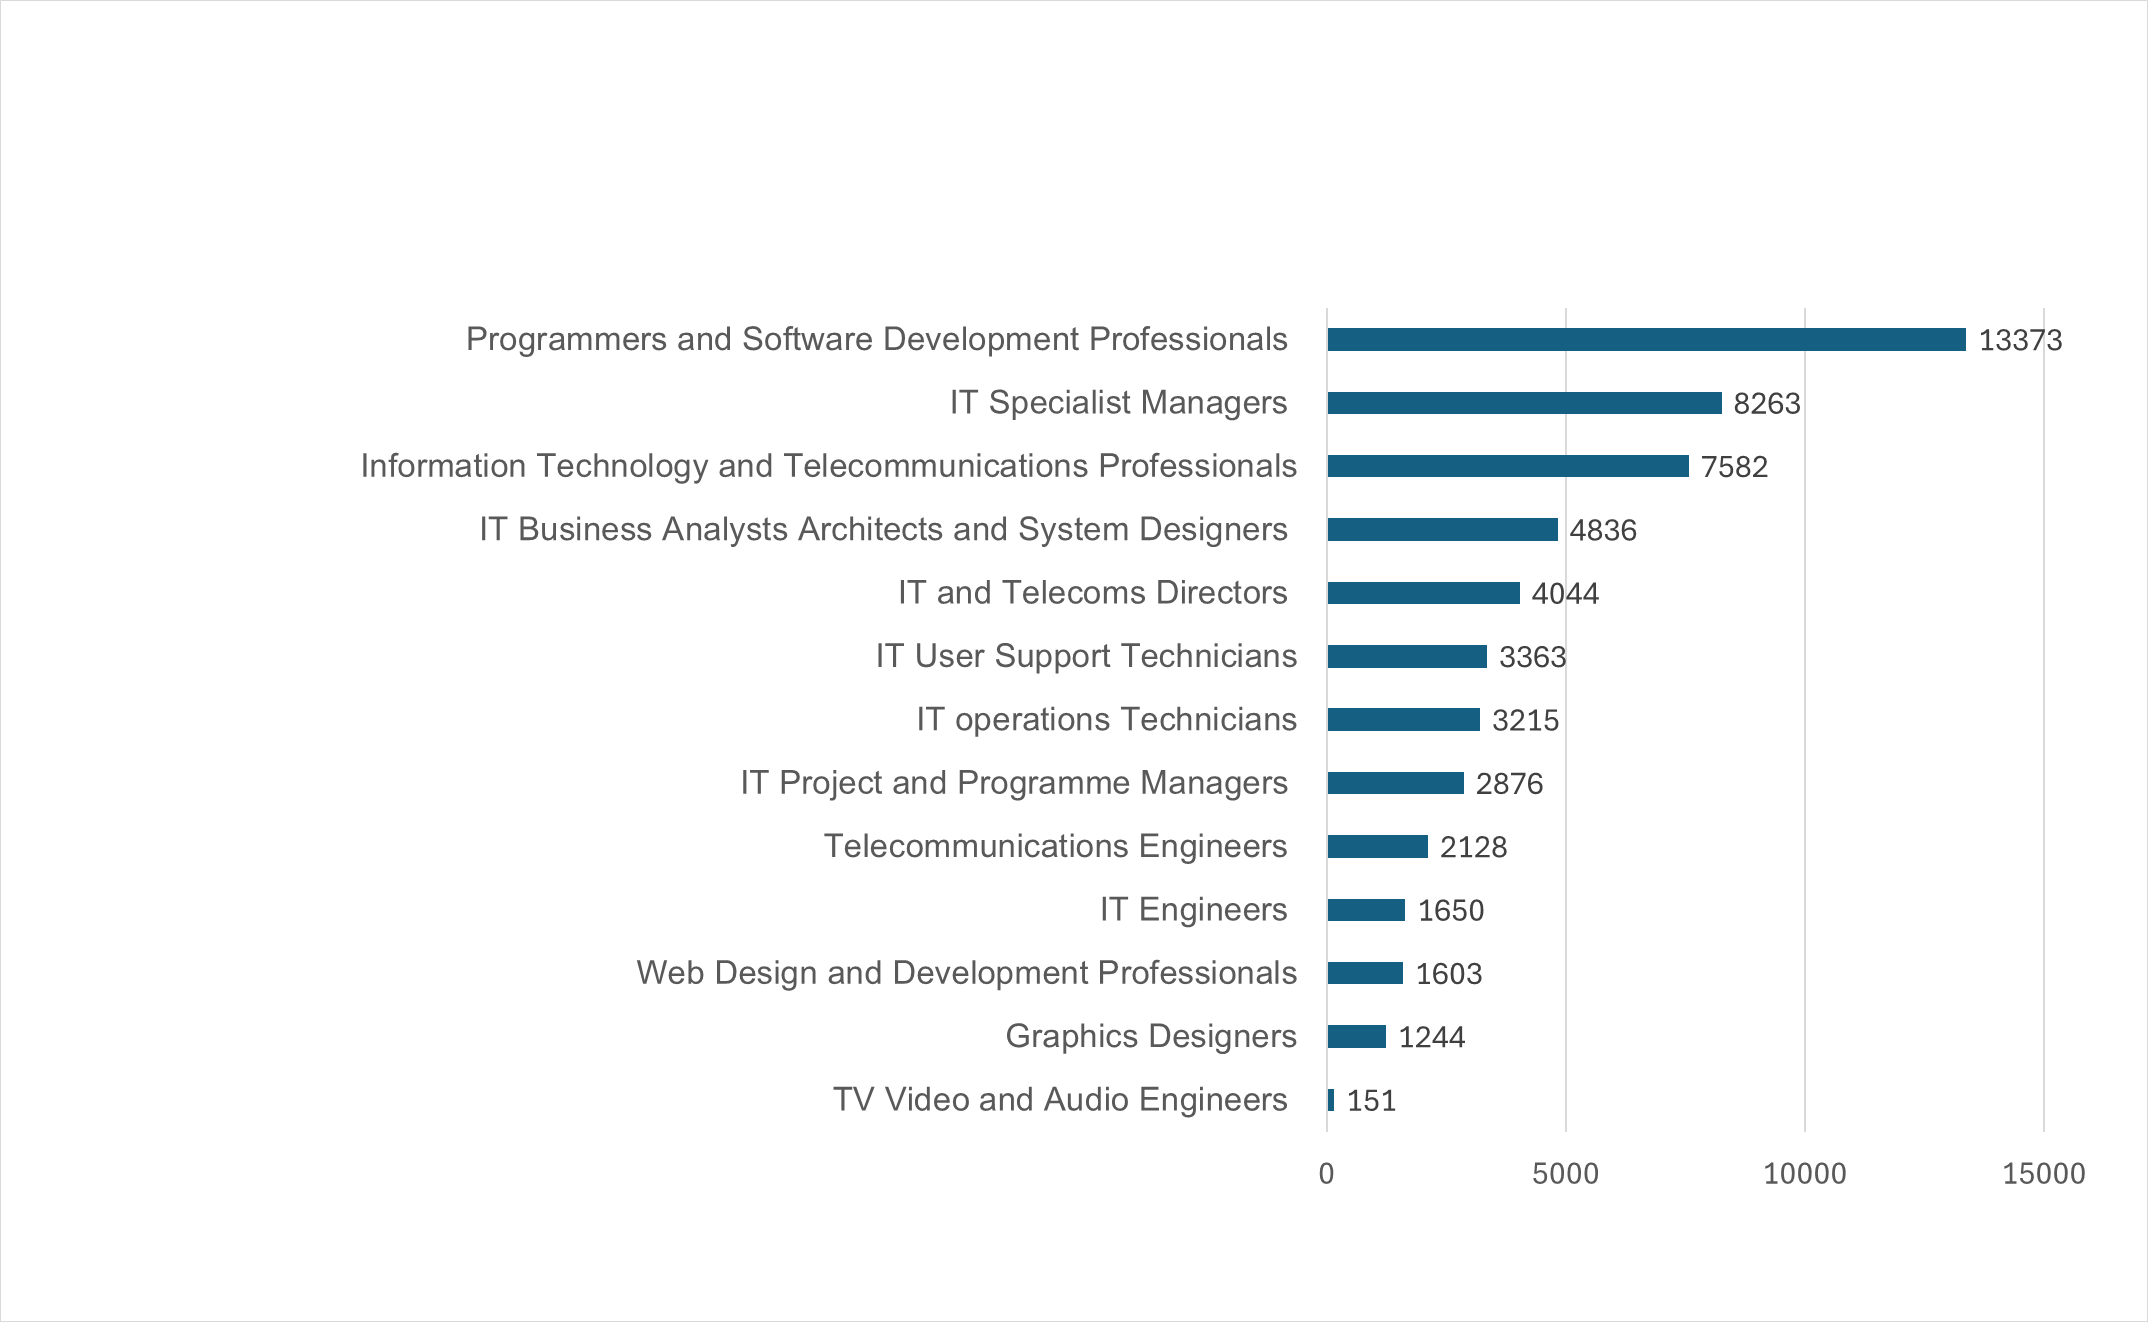 Programmers and Software Development Professionals 13373
IT Specialist Managers 8263
Information Technology and Telecommunications Professionals 7582
IT Business Analysts Architects and System Designers 4836
IT and Telecoms Directors 4044
IT User Support Technicians 3363
IT operations Technicians 3215
IT Project and Programme Managers 2876
Telecommunications Engineers 2128
IT Engineers 1650
Web Design and Development Professionals 1603
Graphics Designers 1244
TV Video and Audio Engineers 151
0 5000 10000 15000